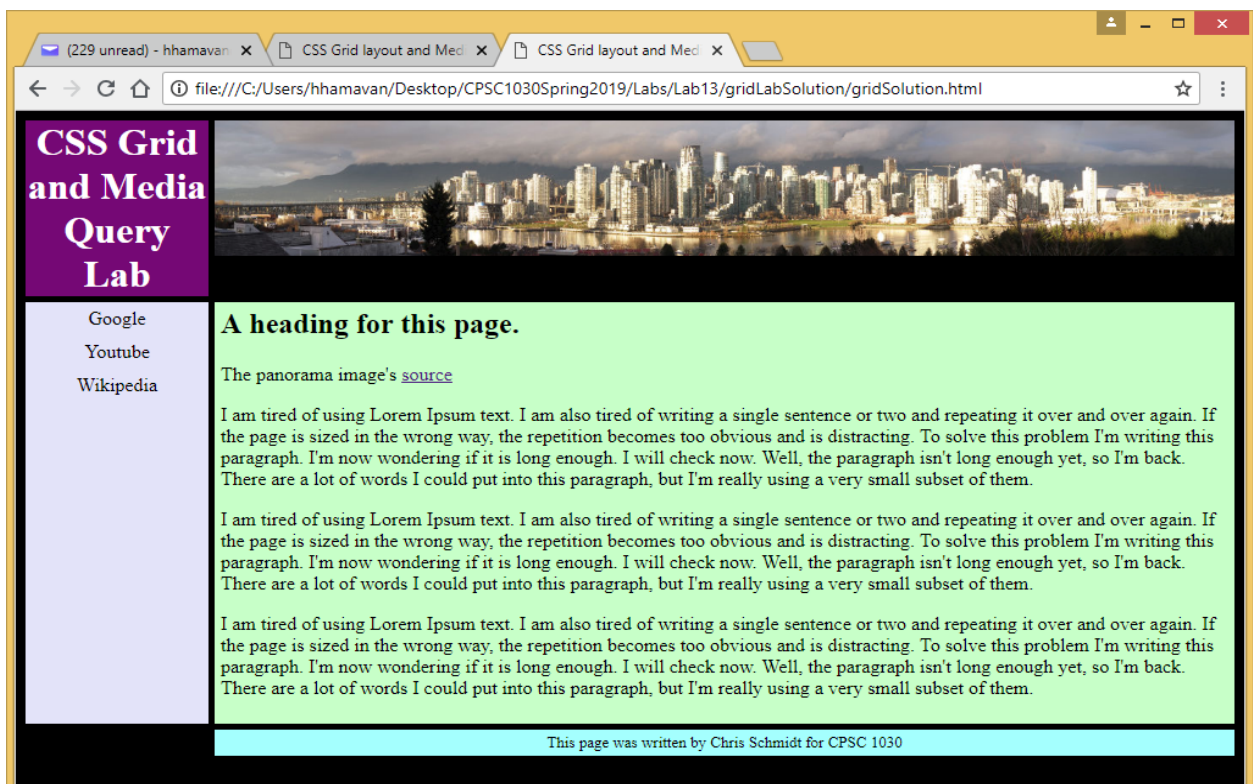 (229 unread) - hhamavan
CSS Grid layout and Med
CSS Grid layout and Med
file:///C:/Users/hhamavan/Desktop/CPSC1030Spring2019/Labs/Lab13/gridLabSolution/gridSolution.html
CSS Grid
and Media
Query
Lab
Google
Youtube
Wikipedia
A heading for this page.
The panorama image's source
I am tired of using Lorem Ipsum text. I am also tired of writing a single sentence or two and repeating it over and over again. If
the page is sized in the wrong way, the repetition becomes too obvious and is distracting. To solve this problem I'm writing this
paragraph. I'm now wondering if it is long enough. I will check now. Well, the paragraph isn't long enough yet, so I'm back.
There are a lot of words I could put into this paragraph, but I'm really using a very small subset of them.
I am tired of using Lorem Ipsum text. I am also tired of writing a single sentence or two and repeating it over and over again. If
the page is sized in the wrong way, the repetition becomes too obvious and is distracting. To solve this problem I'm writing this
paragraph. I'm now wondering if it is long enough. I will check now. Well, the paragraph isn't long enough yet, so I'm back.
There are a lot of words I could put into this paragraph, but I'm really using a very small subset of them.
I am tired of using Lorem Ipsum text. I am also tired of writing a single sentence or two and repeating it over and over again. If
the page is sized in the wrong way, the repetition becomes too obvious and is distracting. To solve this problem I'm writing this
paragraph. I'm now wondering if it is long enough. I will check now. Well, the paragraph isn't long enough yet, so I'm back.
There are a lot of words I could put into this paragraph, but I'm really using a very small subset of them.
This page was written by Chris Schmidt for CPSC 1030